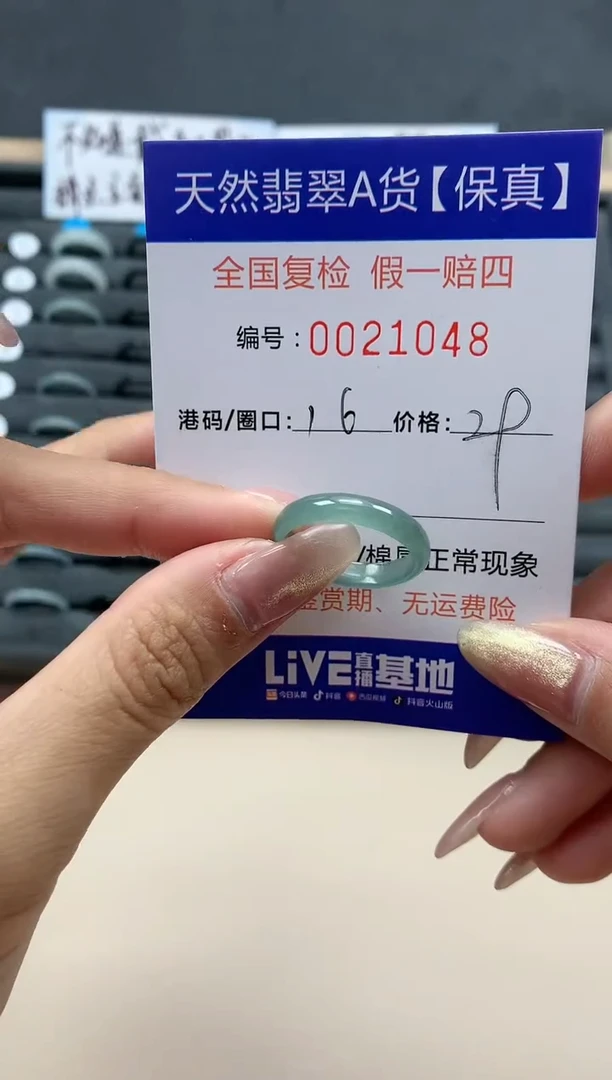 天然翡翠A货【保真】
全国复检 假一赔四
编号：0021048
港码/圈口：16 价格：29
/棉 正常现象
鉴赏期、无运费险
LiVE直播基地
今日头条 抖音 西瓜视频 抖音火山版